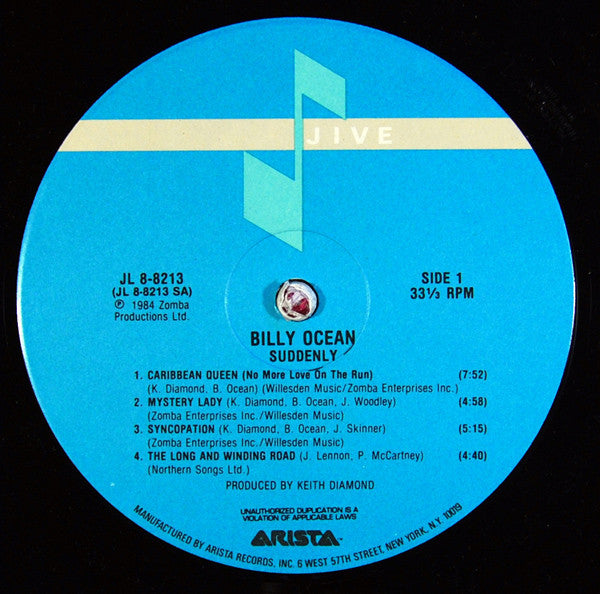 JIVE
JL 8-8213
(JL 8-8213 SA)
℗ 1984 Zomba
Productions Ltd.
SIDE 1
33⅓ RPM
BILLY OCEAN
SUDDENLY
1. CARIBBEAN QUEEN (No More Love On The Run) (7:52)
(K. Diamond, B. Ocean) (Willesden Music/Zomba Enterprises Inc.)
2. MYSTERY LADY (K. Diamond, B. Ocean, J. Woodley) (4:58)
(Zomba Enterprises Inc./Willesden Music)
3. SYNCOPATION (K. Diamond, B. Ocean, J. Skinner) (5:15)
(Zomba Enterprises Inc./Willesden Music)
4. THE LONG AND WINDING ROAD (J. Lennon, P. McCartney) (4:40)
(Northern Songs Ltd.)
PRODUCED BY KEITH DIAMOND
UNAUTHORIZED DUPLICATION IS A
VIOLATION OF APPLICABLE LAWS
ARISTA™
MANUFACTURED BY ARISTA RECORDS, INC. 6 WEST 57TH STREET, NEW YORK, N.Y. 10019